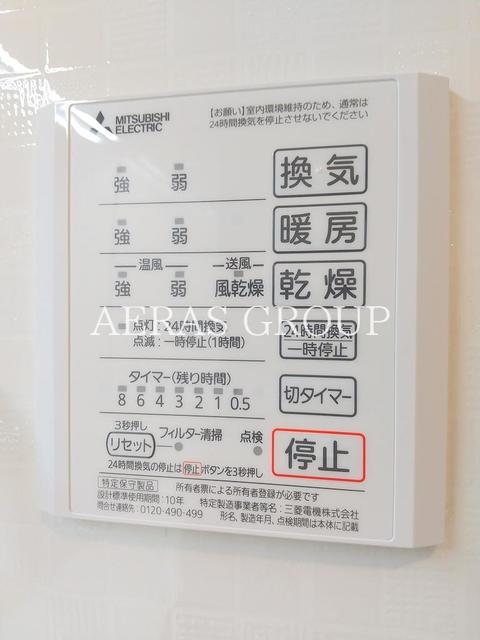 MITSUBISHI
ELECTRIC
【お願い】室内環境維持のため、通常は
24時間換気を停止させないでください
強 弱 換気
強 弱 暖房
温風 送風
強 弱 風乾燥 乾燥
AERAS GROUP
点灯:24時間換気
点滅:一時停止(1時間)
24時間換気
一時停止
タイマー(残り時間)
8 6 4 3 2 1 0.5
切タイマー
3秒押し
リセット フィルター清掃 点検
停止
24時間換気の停止は停止ボタンを3秒押し
特定保守製品 所有者票による所有者登録が必要です
設計標準使用期間:10年 特定製造事業者等名:三菱電機株式会社
問合せ連絡先:0120-490-499 形名、製造年月、点検期間は本体に記載